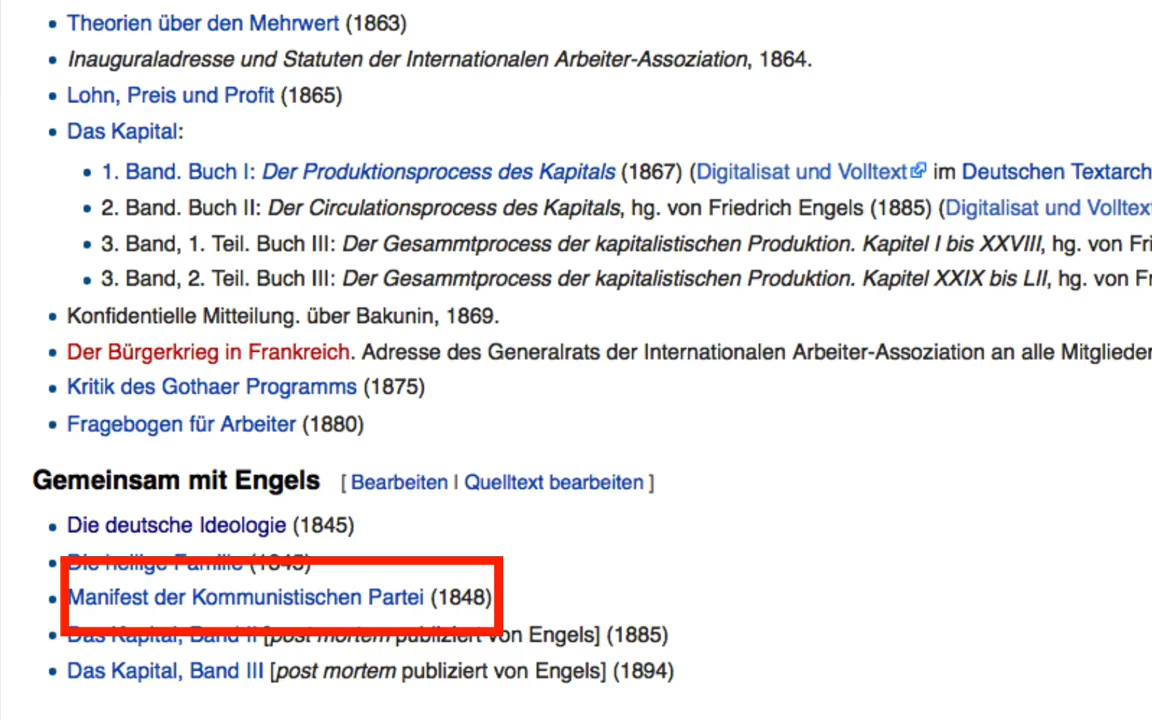 Theorien über den Mehrwert (1863)
Inauguraladresse und Statuten der Internationalen Arbeiter-Assoziation, 1864.
Lohn, Preis und Profit (1865)
Das Kapital:
1. Band. Buch I: Der Produktionsprocess des Kapitals (1867) (Digitalisat und Volltext im Deutschen Textarch
2. Band. Buch II: Der Circulationsprocess des Kapitals, hg. von Friedrich Engels (1885) (Digitalisat und Volltex
3. Band, 1. Teil. Buch III: Der Gesammtprocess der kapitalistischen Produktion. Kapitel I bis XXVIII, hg. von Fri
3. Band, 2. Teil. Buch III: Der Gesammtprocess der kapitalistischen Produktion. Kapitel XXIX bis LII, hg. von Fr
Konfidentielle Mitteilung. über Bakunin, 1869.
Der Bürgerkrieg in Frankreich. Adresse des Generalrats der Internationalen Arbeiter-Assoziation an alle Mitglieder
Kritik des Gothaer Programms (1875)
Fragebogen für Arbeiter (1880)
Gemeinsam mit Engels [ Bearbeiten | Quelltext bearbeiten ]
Die deutsche Ideologie (1845)
Die heilige Familie (1845)
Manifest der Kommunistischen Partei (1848)
Das Kapital, Band II [post mortem publiziert von Engels] (1885)
Das Kapital, Band III [post mortem publiziert von Engels] (1894)